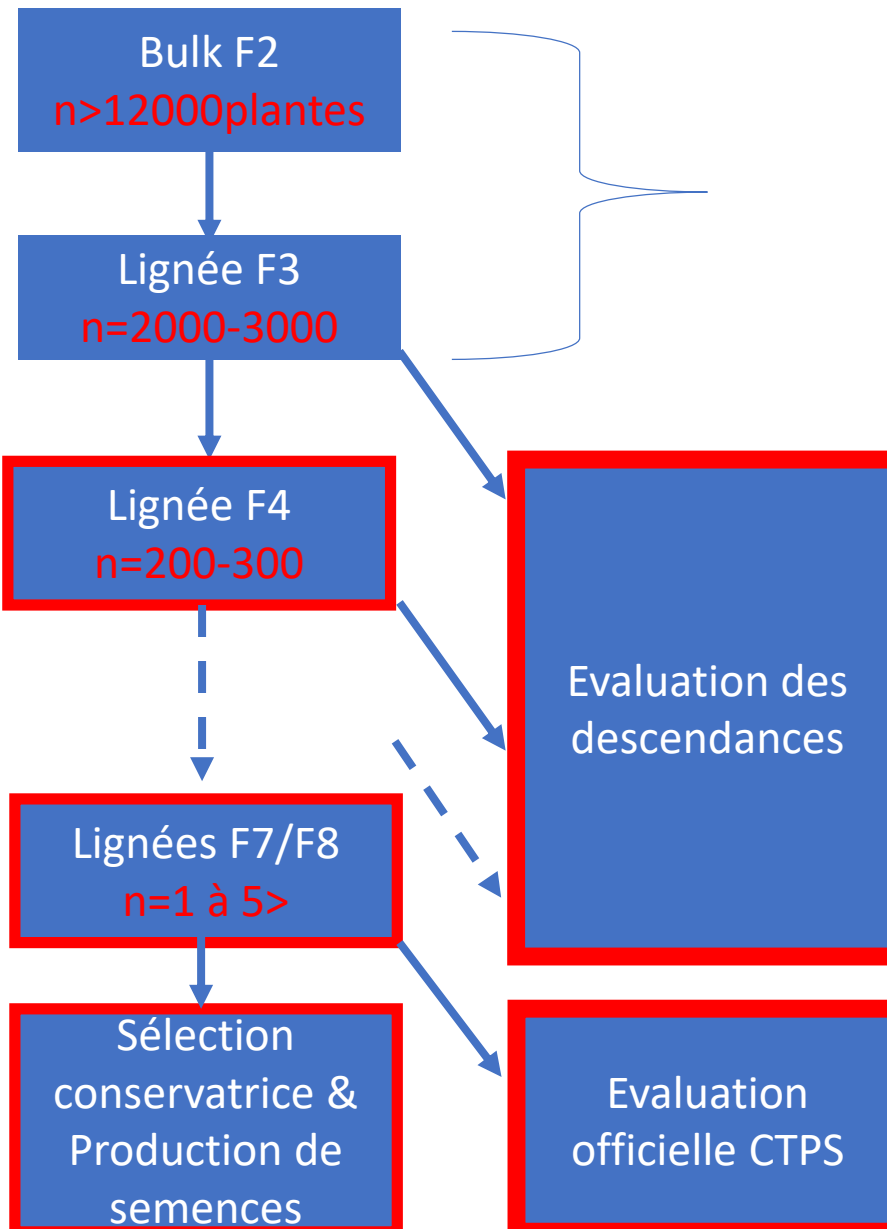 Bulk F2
n>12000plantes
Lignée F3
n=2000-3000
Lignée F4
n=200-300
Evaluation des
descendances
Lignées F7/F8
n=1 à 5>
Sélection
conservatrice &
Production de
semences
Evaluation
officielle CTPS